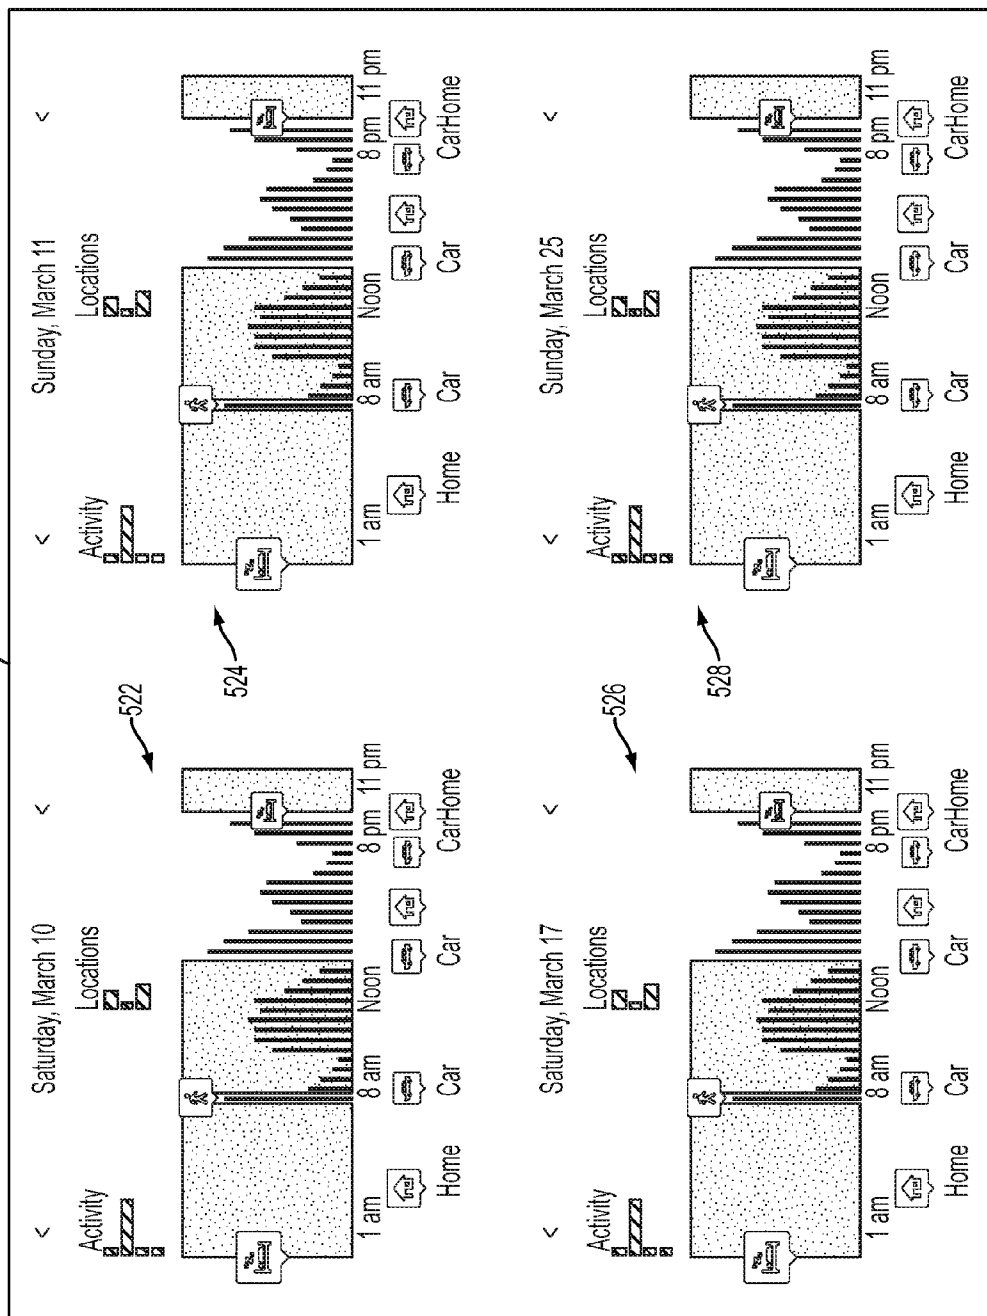 Saturday, March 10
Activity
Locations
1 am
8 am
Noon
8 pm
11 pm
Home
Car
Car
CarHome
522
Sunday, March 11
Activity
Locations
1 am
8 am
Noon
8 pm
11 pm
Home
Car
Car
CarHome
524
Saturday, March 17
Activity
Locations
1 am
8 am
Noon
8 pm
11 pm
Home
Car
Car
CarHome
526
Sunday, March 25
Activity
Locations
1 am
8 am
Noon
8 pm
11 pm
Home
Car
Car
CarHome
528